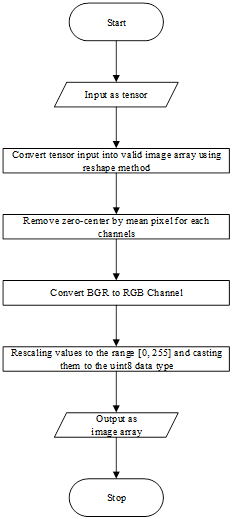 Start
Input as tensor
Convert tensor input into valid image array using
reshape method
Remove zero-center by mean pixel for each
channels
Convert BGR to RGB Channel
Rescaling values to the range [0, 255] and casting
them to the uint8 data type
Output as
image array
Stop